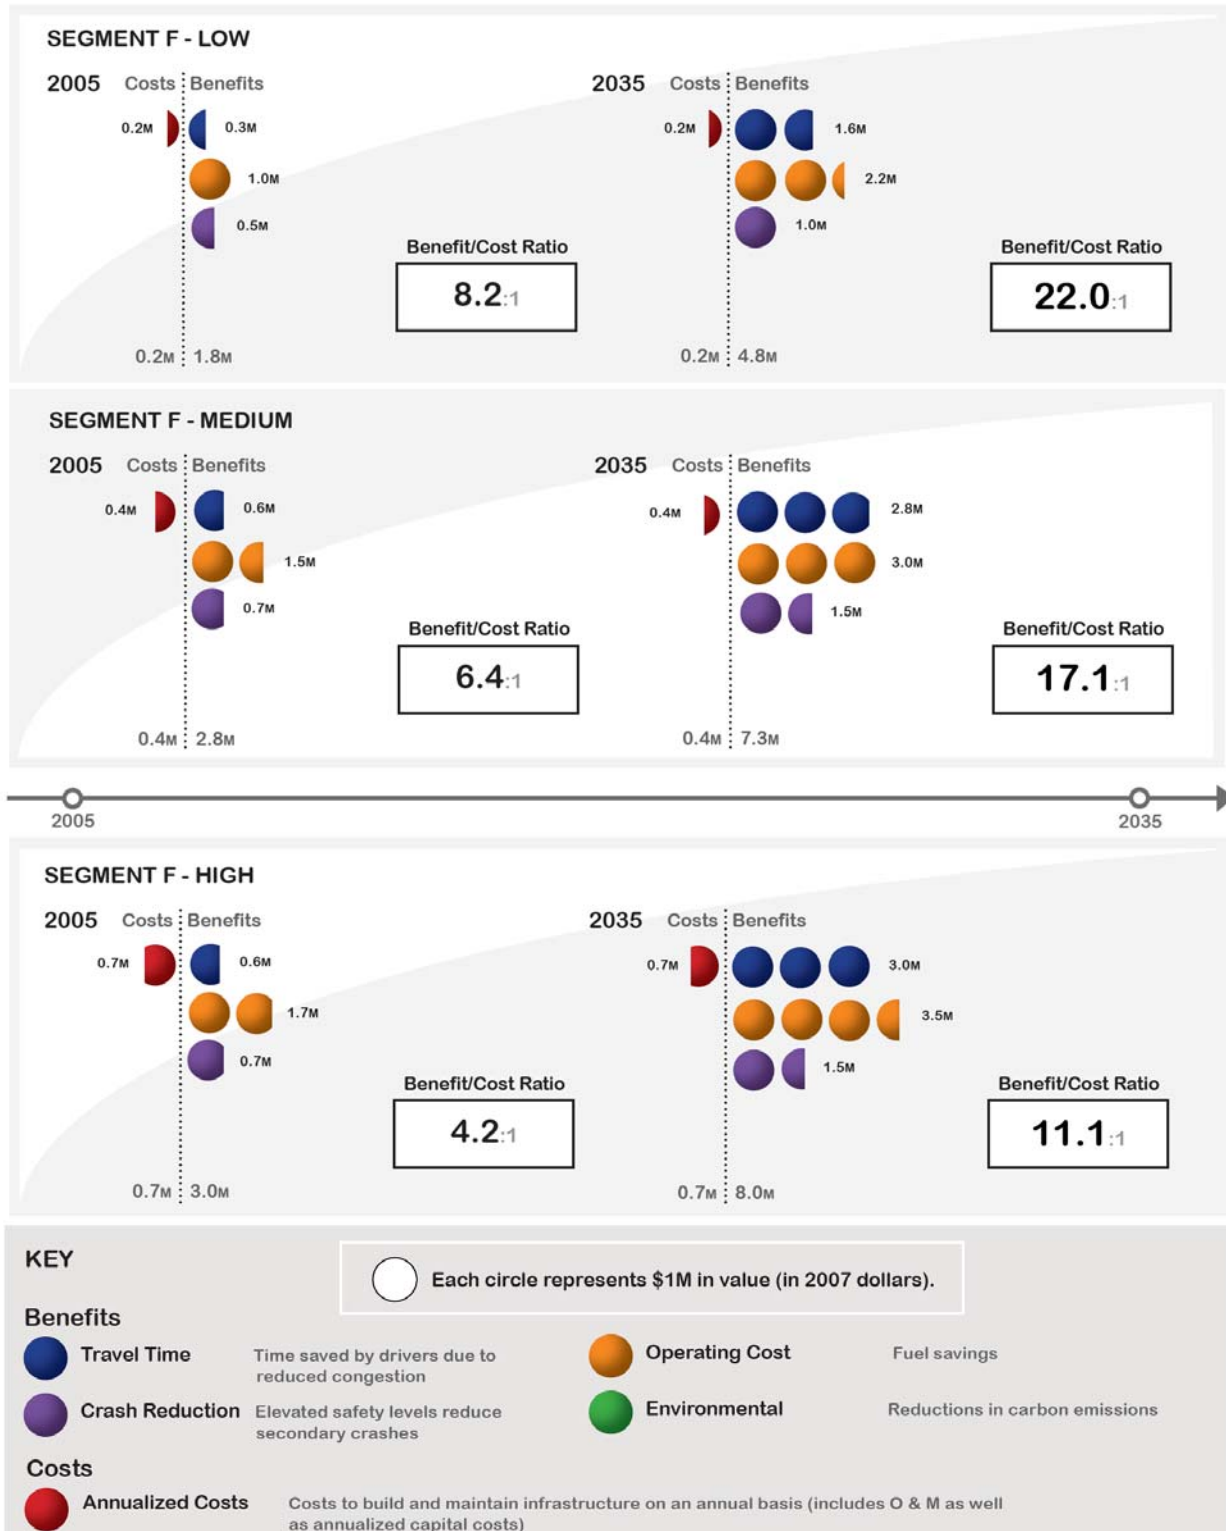 SEGMENT F - LOW
2005 Costs Benefits
0.2M 0.3M
1.0M
0.5M
Benefit/Cost Ratio
8.2:1
0.2M 1.8M
2035 Costs Benefits
0.2M 1.6M
2.2M
1.0M
Benefit/Cost Ratio
22.0:1
0.2M 4.8M
SEGMENT F - MEDIUM
2005 Costs Benefits
0.4M 0.6M
1.5M
0.7M
Benefit/Cost Ratio
6.4:1
0.4M 2.8M
2035 Costs Benefits
0.4M 2.8M
3.0M
1.5M
Benefit/Cost Ratio
17.1:1
0.4M 7.3M
2005 2035
SEGMENT F - HIGH
2005 Costs Benefits
0.7M 0.6M
1.7M
0.7M
Benefit/Cost Ratio
4.2:1
0.7M 3.0M
2035 Costs Benefits
0.7M 3.0M
3.5M
1.5M
Benefit/Cost Ratio
11.1:1
0.7M 8.0M
KEY
Each circle represents $1M in value (in 2007 dollars).
Benefits
Travel Time Time saved by drivers due to
reduced congestion
Operating Cost Fuel savings
Crash Reduction Elevated safety levels reduce
secondary crashes
Environmental Reductions in carbon emissions
Costs
Annualized Costs Costs to build and maintain infrastructure on an annual basis (includes O & M as well
as annualized capital costs)